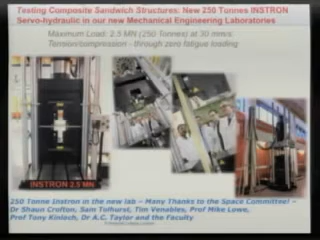 Testing Composite Sandwich Structures: New 250 Tonnes INSTRON
Servo-hydraulic in our new Mechanical Engineering Laboratories
Maximum Load: 2.5 MN (250 Tonnes) at 30 mm/s
Tension/compression - through zero fatigue loading
INSTRON 2.5 MN
250 Tonne Instron in the new lab – Many Thanks to the Space Committee! –
Dr Shaun Crofton, Sam Tolhurst, Tim Venables, Prof Mike Lowe,
Prof Tony Kinloch, Dr A.C. Taylor and the Faculty